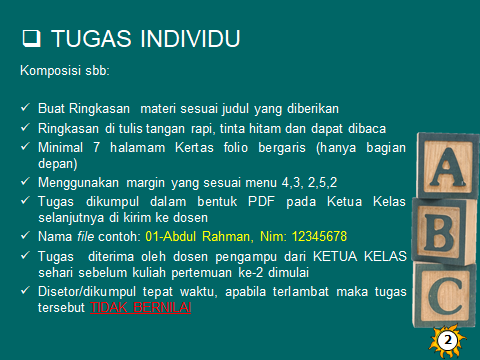 ❑ TUGAS INDIVIDU
Komposisi sbb:
✓ Buat Ringkasan materi sesuai judul yang diberikan
✓ Ringkasan di tulis tangan rapi, tinta hitam dan dapat dibaca
✓ Minimal 7 halamam Kertas folio bergaris (hanya bagian
depan)
✓ Menggunakan margin yang sesuai menu 4,3, 2,5,2
✓ Tugas dikumpul dalam bentuk PDF pada Ketua Kelas
selanjutnya di kirim ke dosen
✓ Nama file contoh: 01-Abdul Rahman, Nim: 12345678
✓ Tugas diterima oleh dosen pengampu dari KETUA KELAS
sehari sebelum kuliah pertemuan ke-2 dimulai
✓ Disetor/dikumpul tepat waktu, apabila terlambat maka tugas
tersebut TIDAK BERNILAI
A
B
C
2